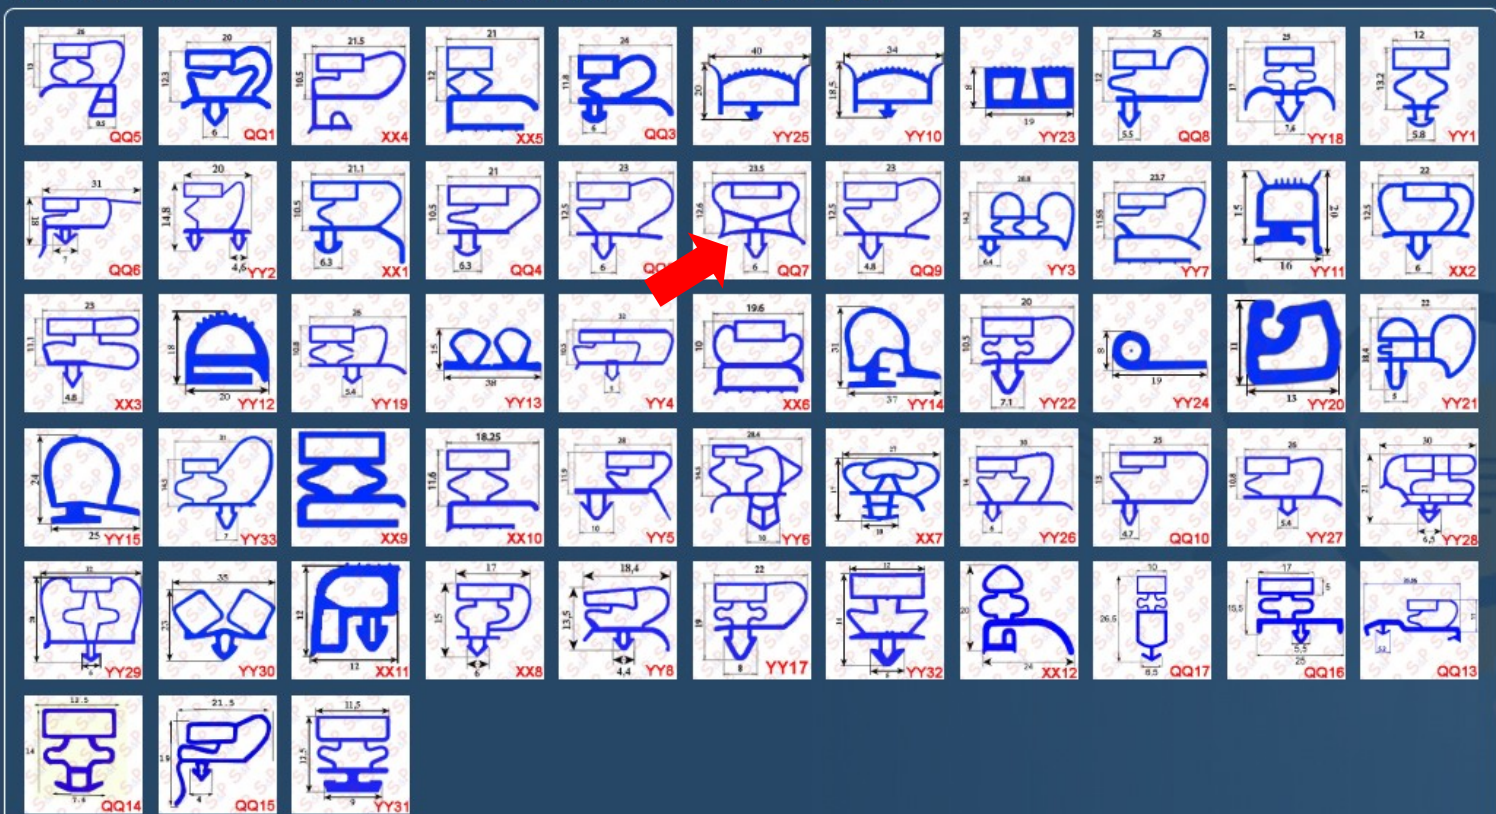 26 13 8.5 QQ5
20 12.3 6 QQ1
21.5 10.5 XX4
21 12 XX5
24 11.8 6 QQ3
40 20 YY25
34 18,5 YY10
8 19 YY23
25 12 5.5 QQ8
25 17 7,6 YY18
12 13.2 5.8 YY1
31 18 7 QQ6
20 14,8 4,6 YY2
21.1 10.5 6.3 XX1
21 10.5 6.3 QQ4
23 12.5 6
23.5 12.6 6 QQ7
23 12.5 4.8 QQ9
14.2 6.4 YY3
23.7 11.55 YY7
15 20 16 YY11
22 12.5 6 XX2
23 11.1 4.8 XX3
18 20 YY12
26 10.8 5.4 YY19
15 38 YY13
32 10.5 5 YY4
19.6 10 XX6
31 37 YY14
20 10.5 7.1 YY22
8 19 YY24
11 13 YY20
22 18,4 5 YY21
24 25 YY15
31 7 YY33
XX9
18.25 11,6 XX10
28 11.9 10 YY5
28.6 14.5 10 YY6
27 17 10 XX7
30 14 6 YY26
25 13 4.7 QQ10
26 10,8 5.4 YY27
30 21 6,5 YY28
32 6 YY29
35 23 YY30
12 12 XX11
17 15 6 XX8
18,4 13,5 4,4 YY8
22 19 8 YY17
12 YY32
20 24 XX12
10 26,5 6,5 QQ17
17 5 15,5 5,5 25 QQ16
QQ13
13.5 14 7.6 QQ14
21.5 19 4 QQ15
11,5 12,5 9 YY31